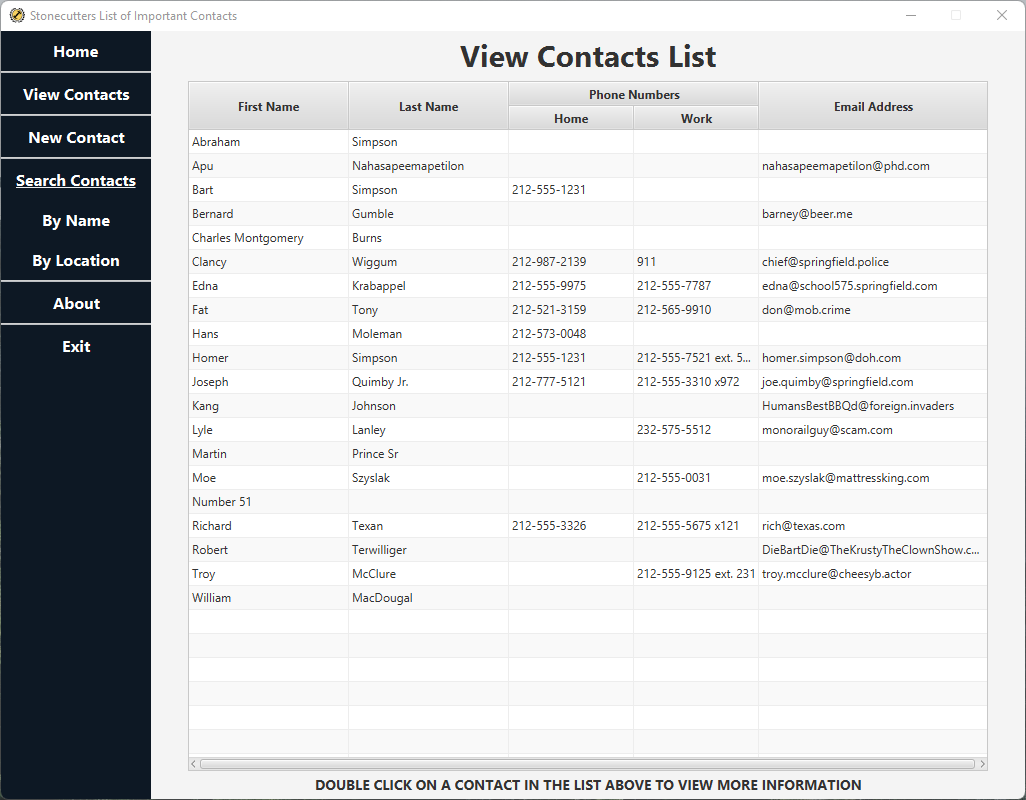 Stonecutters List of Important Contacts
Home
View Contacts
New Contact
Search Contacts
By Name
By Location
About
Exit
View Contacts List
First Name Last Name Phone Numbers Email Address
Home Work
Abraham Simpson
Apu Nahasapeemapetilon nahasapeemapetilon@phd.com
Bart Simpson 212-555-1231
Bernard Gumble barney@beer.me
Charles Montgomery Burns
Clancy Wiggum 212-987-2139 911 chief@springfield.police
Edna Krabappel 212-555-9975 212-555-7787 edna@school575.springfield.com
Fat Tony 212-521-3159 212-565-9910 don@mob.crime
Hans Moleman 212-573-0048
Homer Simpson 212-555-1231 212-555-7521 ext. 5... homer.simpson@doh.com
Joseph Quimby Jr. 212-777-5121 212-555-3310 x972 joe.quimby@springfield.com
Kang Johnson HumansBestBBQd@foreign.invaders
Lyle Lanley 232-575-5512 monorailguy@scam.com
Martin Prince Sr
Moe Szyslak 212-555-0031 moe.szyslak@mattressking.com
Number 51
Richard Texan 212-555-3326 212-555-5675 x121 rich@texas.com
Robert Terwilliger DieBartDie@TheKrustyTheClownShow.c...
Troy McClure 212-555-9125 ext. 231 troy.mcclure@cheesyb.actor
William MacDougal
DOUBLE CLICK ON A CONTACT IN THE LIST ABOVE TO VIEW MORE INFORMATION